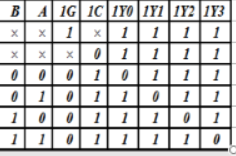 B A 1G 1C 1Y0 1Y1 1Y2 1Y3
× × 1 × 1 1 1 1
× × × 0 1 1 1 1
0 0 0 1 0 1 1 1
0 1 0 1 1 0 1 1
1 0 0 1 1 1 0 1
1 1 0 1 1 1 1 0